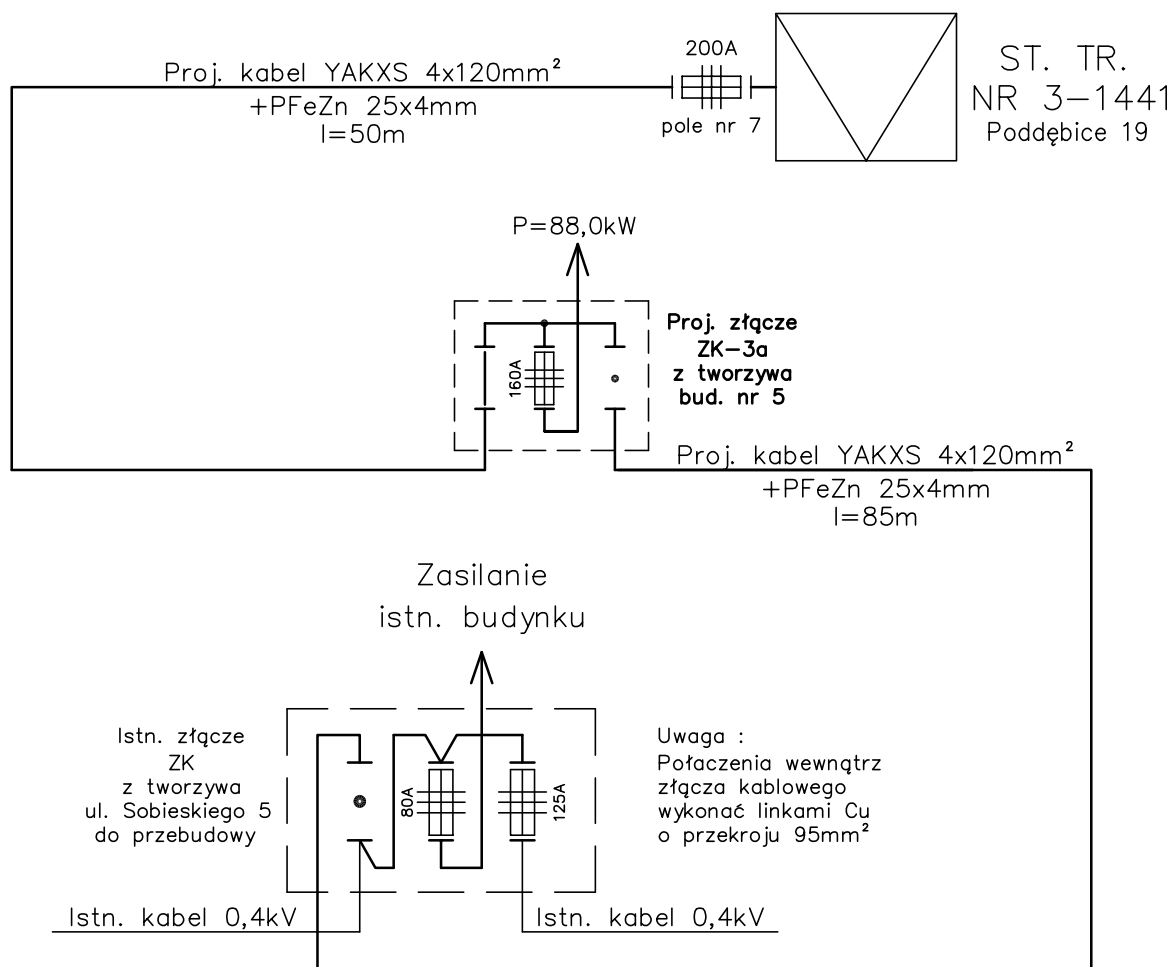 200A
pole nr 7
ST. TR.
NR 3-1441
Poddębice 19
Proj. kabel YAKXS 4x120mm²
+PFeZn 25x4mm
l=50m
P=88,0kW
160A
Proj. złącze
ZK-3a
z tworzywa
bud. nr 5
Proj. kabel YAKXS 4x120mm²
+PFeZn 25x4mm
l=85m
Zasilanie
istn. budynku
Istn. złącze
ZK
z tworzywa
ul. Sobieskiego 5
do przebudowy
80A
125A
Uwaga :
Połaczenia wewnątrz
złącza kablowego
wykonać linkami Cu
o przekroju 95mm²
Istn. kabel 0,4kV
Istn. kabel 0,4kV